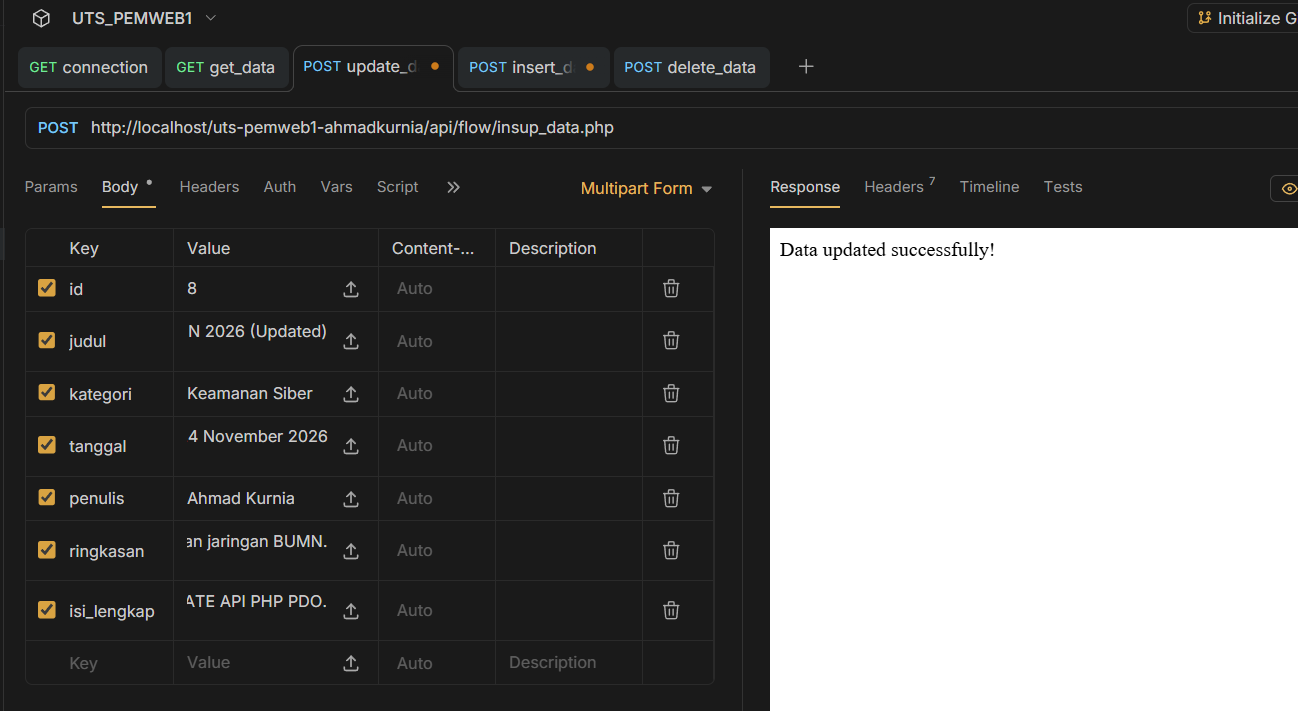 UTS_PEMWEB1
Initialize G
GET connection
GET get_data
POST update_d
POST insert_d
POST delete_data
POST http://localhost/uts-pemweb1-ahmadkurnia/api/flow/insup_data.php
Params Body Headers Auth Vars Script Multipart Form
Response Headers 7 Timeline Tests
Key Value Content-... Description
id 8 Auto
judul N 2026 (Updated) Auto
kategori Keamanan Siber Auto
tanggal 4 November 2026 Auto
penulis Ahmad Kurnia Auto
ringkasan an jaringan BUMN. Auto
isi_lengkap ATE API PHP PDO. Auto
Key Value Auto Description
Data updated successfully!